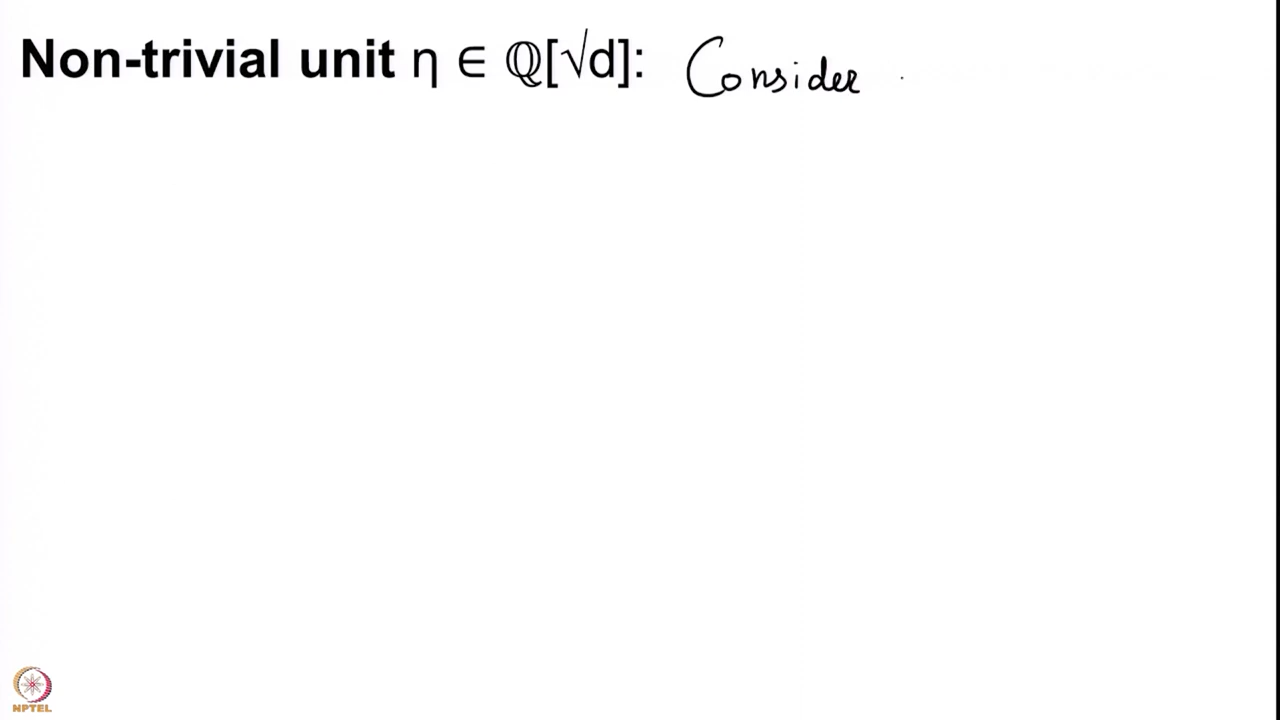 Non-trivial unit η ∈ ℚ[√d]: Consider
NPTEL